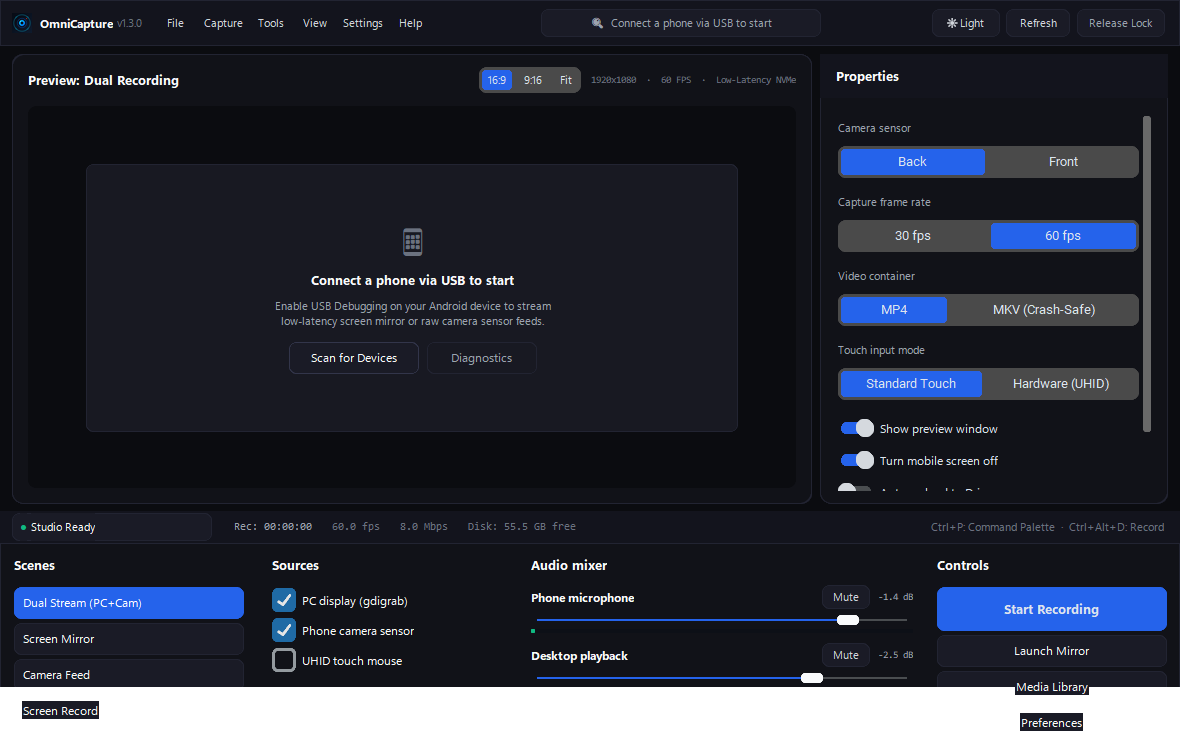 OmniCapture v1.3.0
File Capture Tools View Settings Help
Connect a phone via USB to start
Light Refresh Release Lock
Preview: Dual Recording
16:9 9:16 Fit
1920x1080 · 60 FPS · Low-Latency NVMe
Connect a phone via USB to start
Enable USB Debugging on your Android device to stream
low-latency screen mirror or raw camera sensor feeds.
Scan for Devices Diagnostics
Properties
Camera sensor
Back Front
Capture frame rate
30 fps 60 fps
Video container
MP4 MKV (Crash-Safe)
Touch input mode
Standard Touch Hardware (UHID)
Show preview window
Turn mobile screen off
Studio Ready
Rec: 00:00:00 60.0 fps 8.0 Mbps Disk: 55.5 GB free
Ctrl+P: Command Palette · Ctrl+Alt+D: Record
Scenes
Dual Stream (PC+Cam)
Screen Mirror
Camera Feed
Screen Record
Sources
PC display (gdigrab)
Phone camera sensor
UHID touch mouse
Audio mixer
Phone microphone Mute -1.4 dB
Desktop playback Mute -2.5 dB
Controls
Start Recording
Launch Mirror
Media Library
Preferences